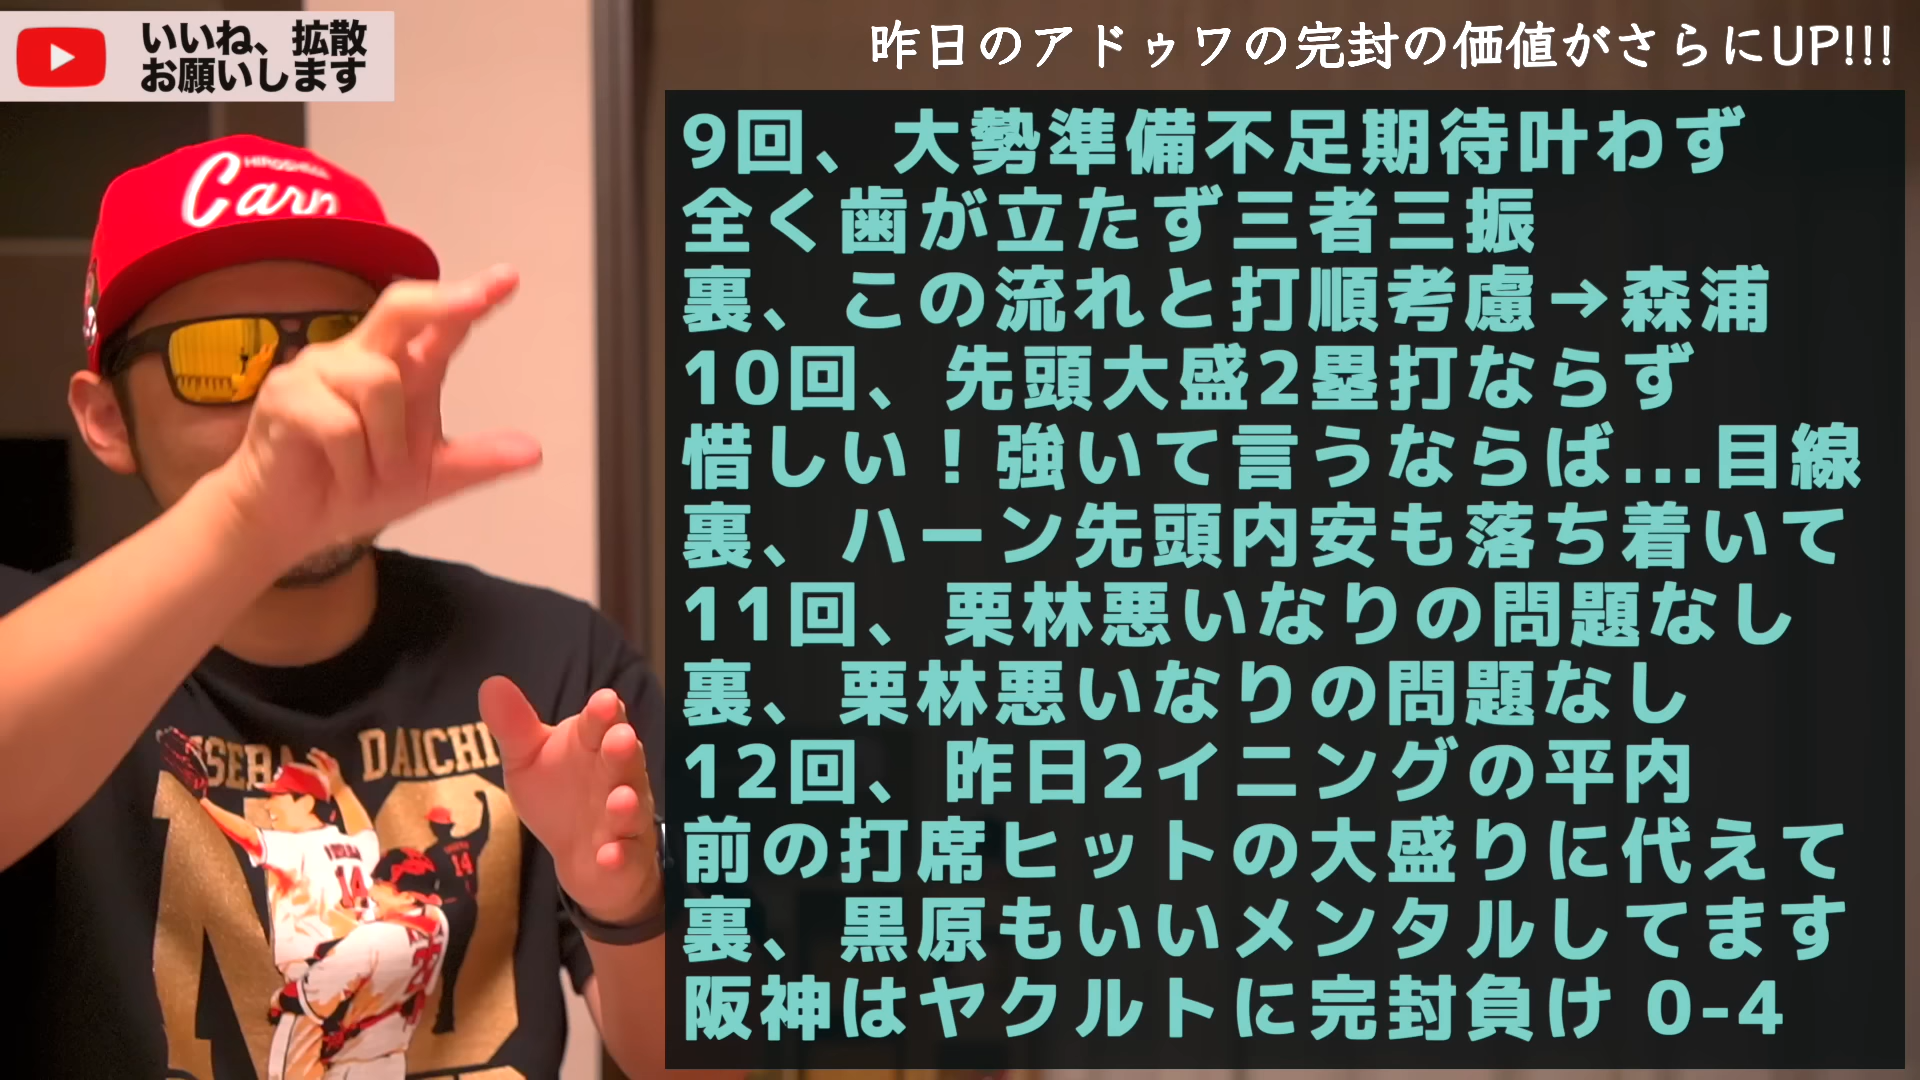 いいね、拡散
お願いします
昨日のアドゥワの完封の価値がさらにUP!!!
9回、大勢準備不足期待叶わず
全く歯が立たず三者三振
裏、この流れと打順考慮→森浦
10回、先頭大盛2塁打ならず
惜しい！強いて言うならば...目線
裏、ハーン先頭内安も落ち着いて
11回、栗林悪いなりの問題なし
裏、栗林悪いなりの問題なし
12回、昨日2イニングの平内
前の打席ヒットの大盛りに代えて
裏、黒原もいいメンタルしてます
阪神はヤクルトに完封負け 0-4
HIROSHIMA
Carp
DAICHI
14
14